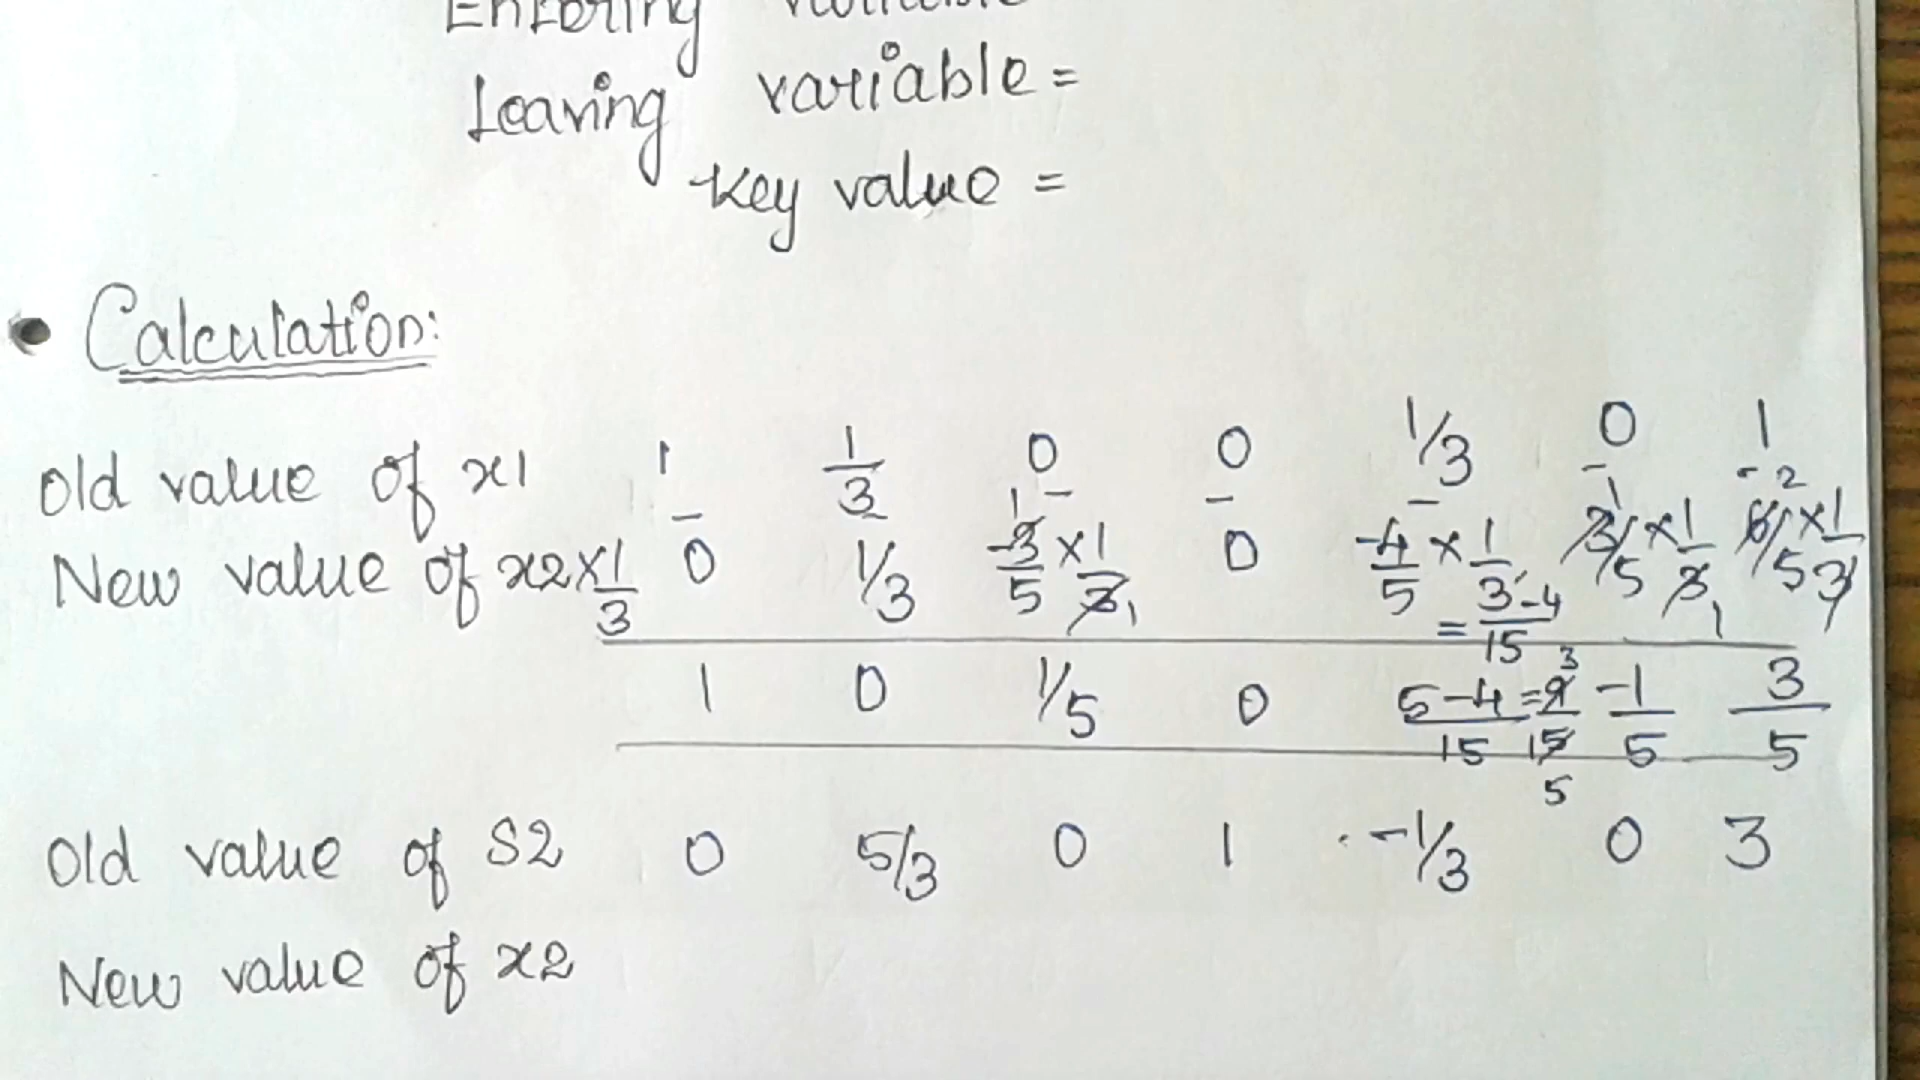 Entering variable
Leaving variable =
Key value =
• Calculation:
Old value of x1 1 1/3 0 0 1/3 0 1
New value of x2 × 1/3 0 1/3 -3/5 × 1/3 0 -4/5 × 1/3 = -4/15 3/5 × 1/3 6/5 × 1/3
1 0 1/5 0 5-4/15 = 9/15 -1/5 3/5
Old value of S2 0 5/3 0 1 -1/3 0 3
New value of x2